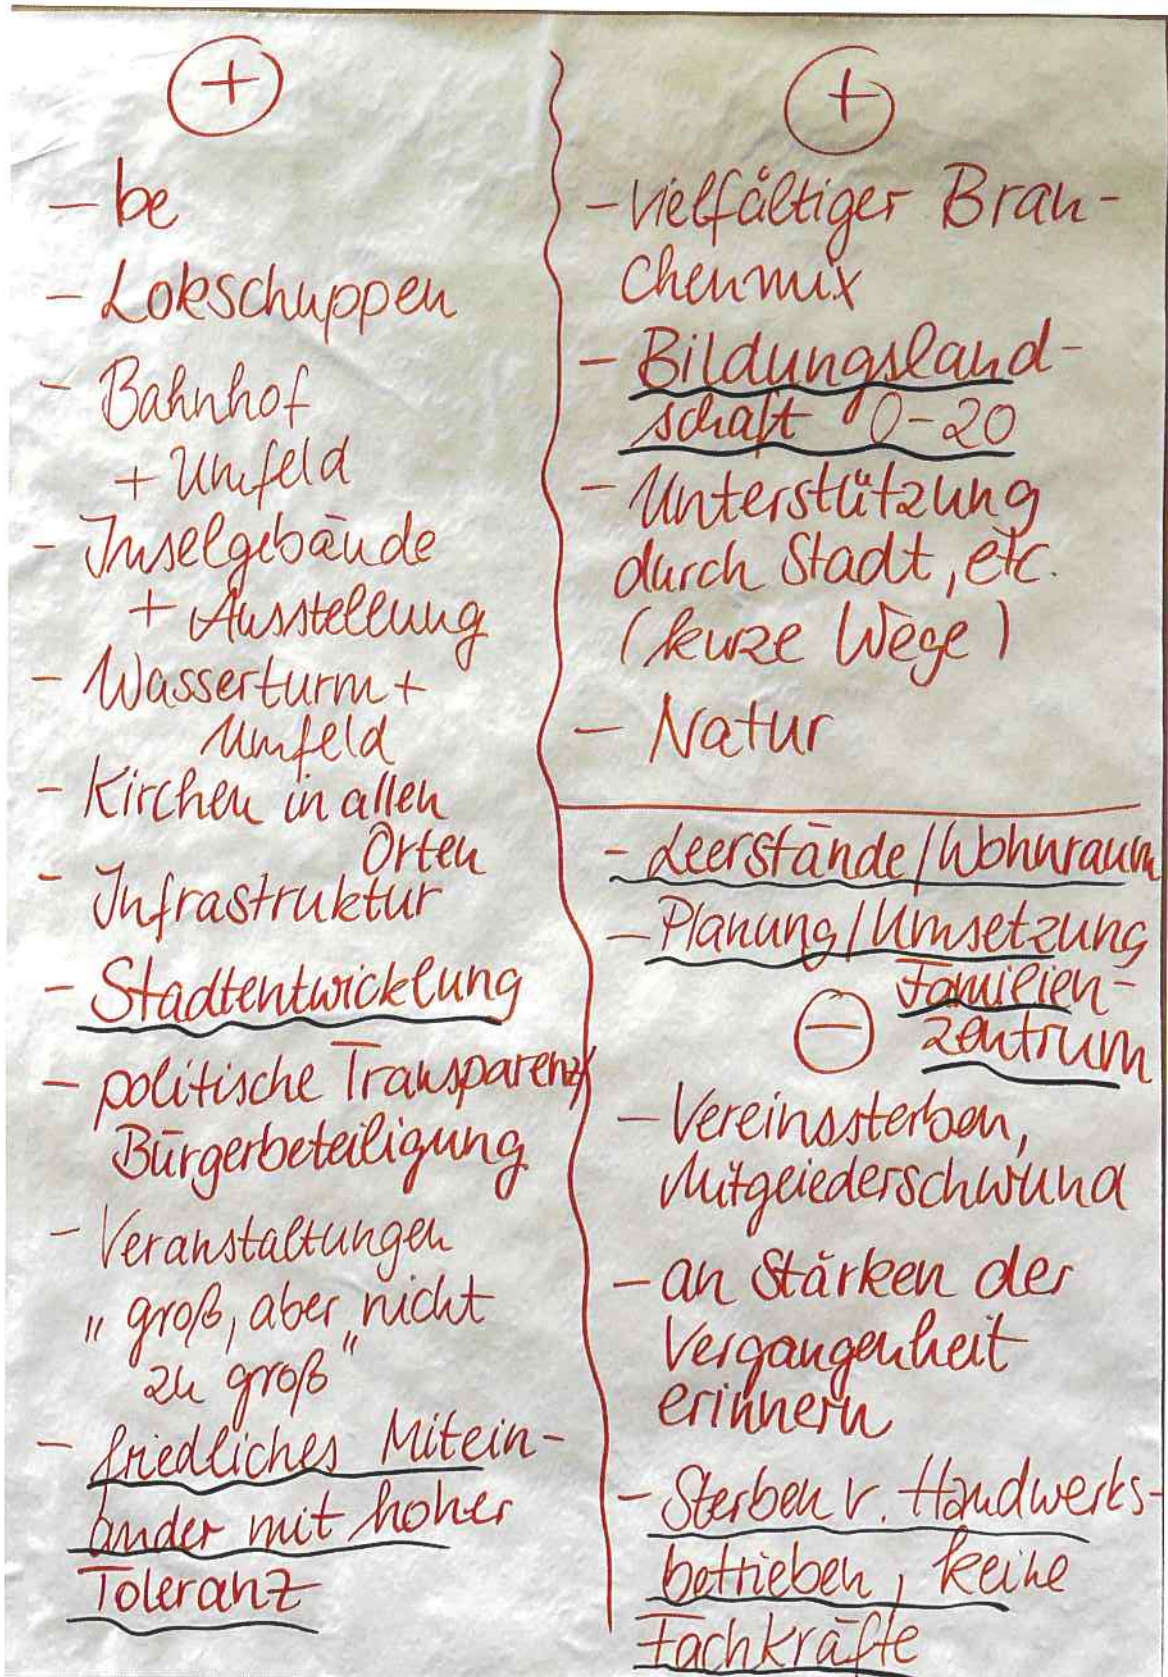 +
- be
- Lokschuppen
- Bahnhof
+ Umfeld
- Inselgebäude
+ Ausstellung
- Wasserturm +
Umfeld
- Kirchen in allen
Orten
- Infrastruktur
- Stadtentwicklung
- politische Transparenz/
Bürgerbeteiligung
- Veranstaltungen
"groß, aber nicht
zu groß"
- friedliches Mitein-
ander mit hoher
Toleranz
+
- vielfältiger Bran-
chenmix
- Bildungsland-
schaft 0-20
- Unterstützung
durch Stadt, etc.
(kurze Wege)
- Natur
- Leerstände/Wohnraum
- Planung/Umsetzung
Familien-
zentrum
-
- Vereinssterben,
Mitgliederschwund
- an Stärken der
Vergangenheit
erinnern
- Sterben v. Handwerks-
betrieben, keine
Fachkräfte